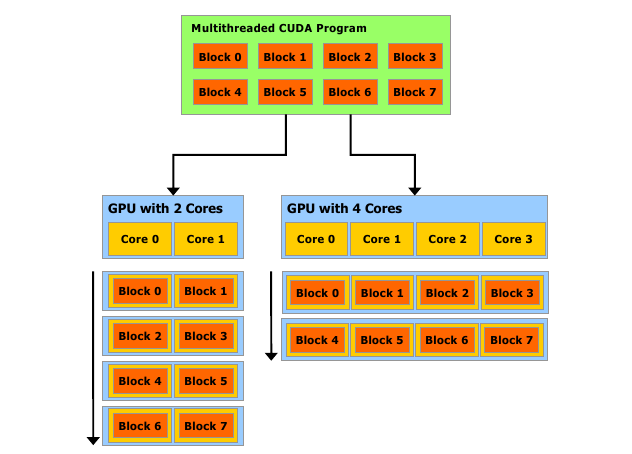 Multithreaded CUDA Program
Block 0 Block 1 Block 2 Block 3
Block 4 Block 5 Block 6 Block 7
GPU with 2 Cores
Core 0 Core 1
Block 0 Block 1
Block 2 Block 3
Block 4 Block 5
Block 6 Block 7
GPU with 4 Cores
Core 0 Core 1 Core 2 Core 3
Block 0 Block 1 Block 2 Block 3
Block 4 Block 5 Block 6 Block 7